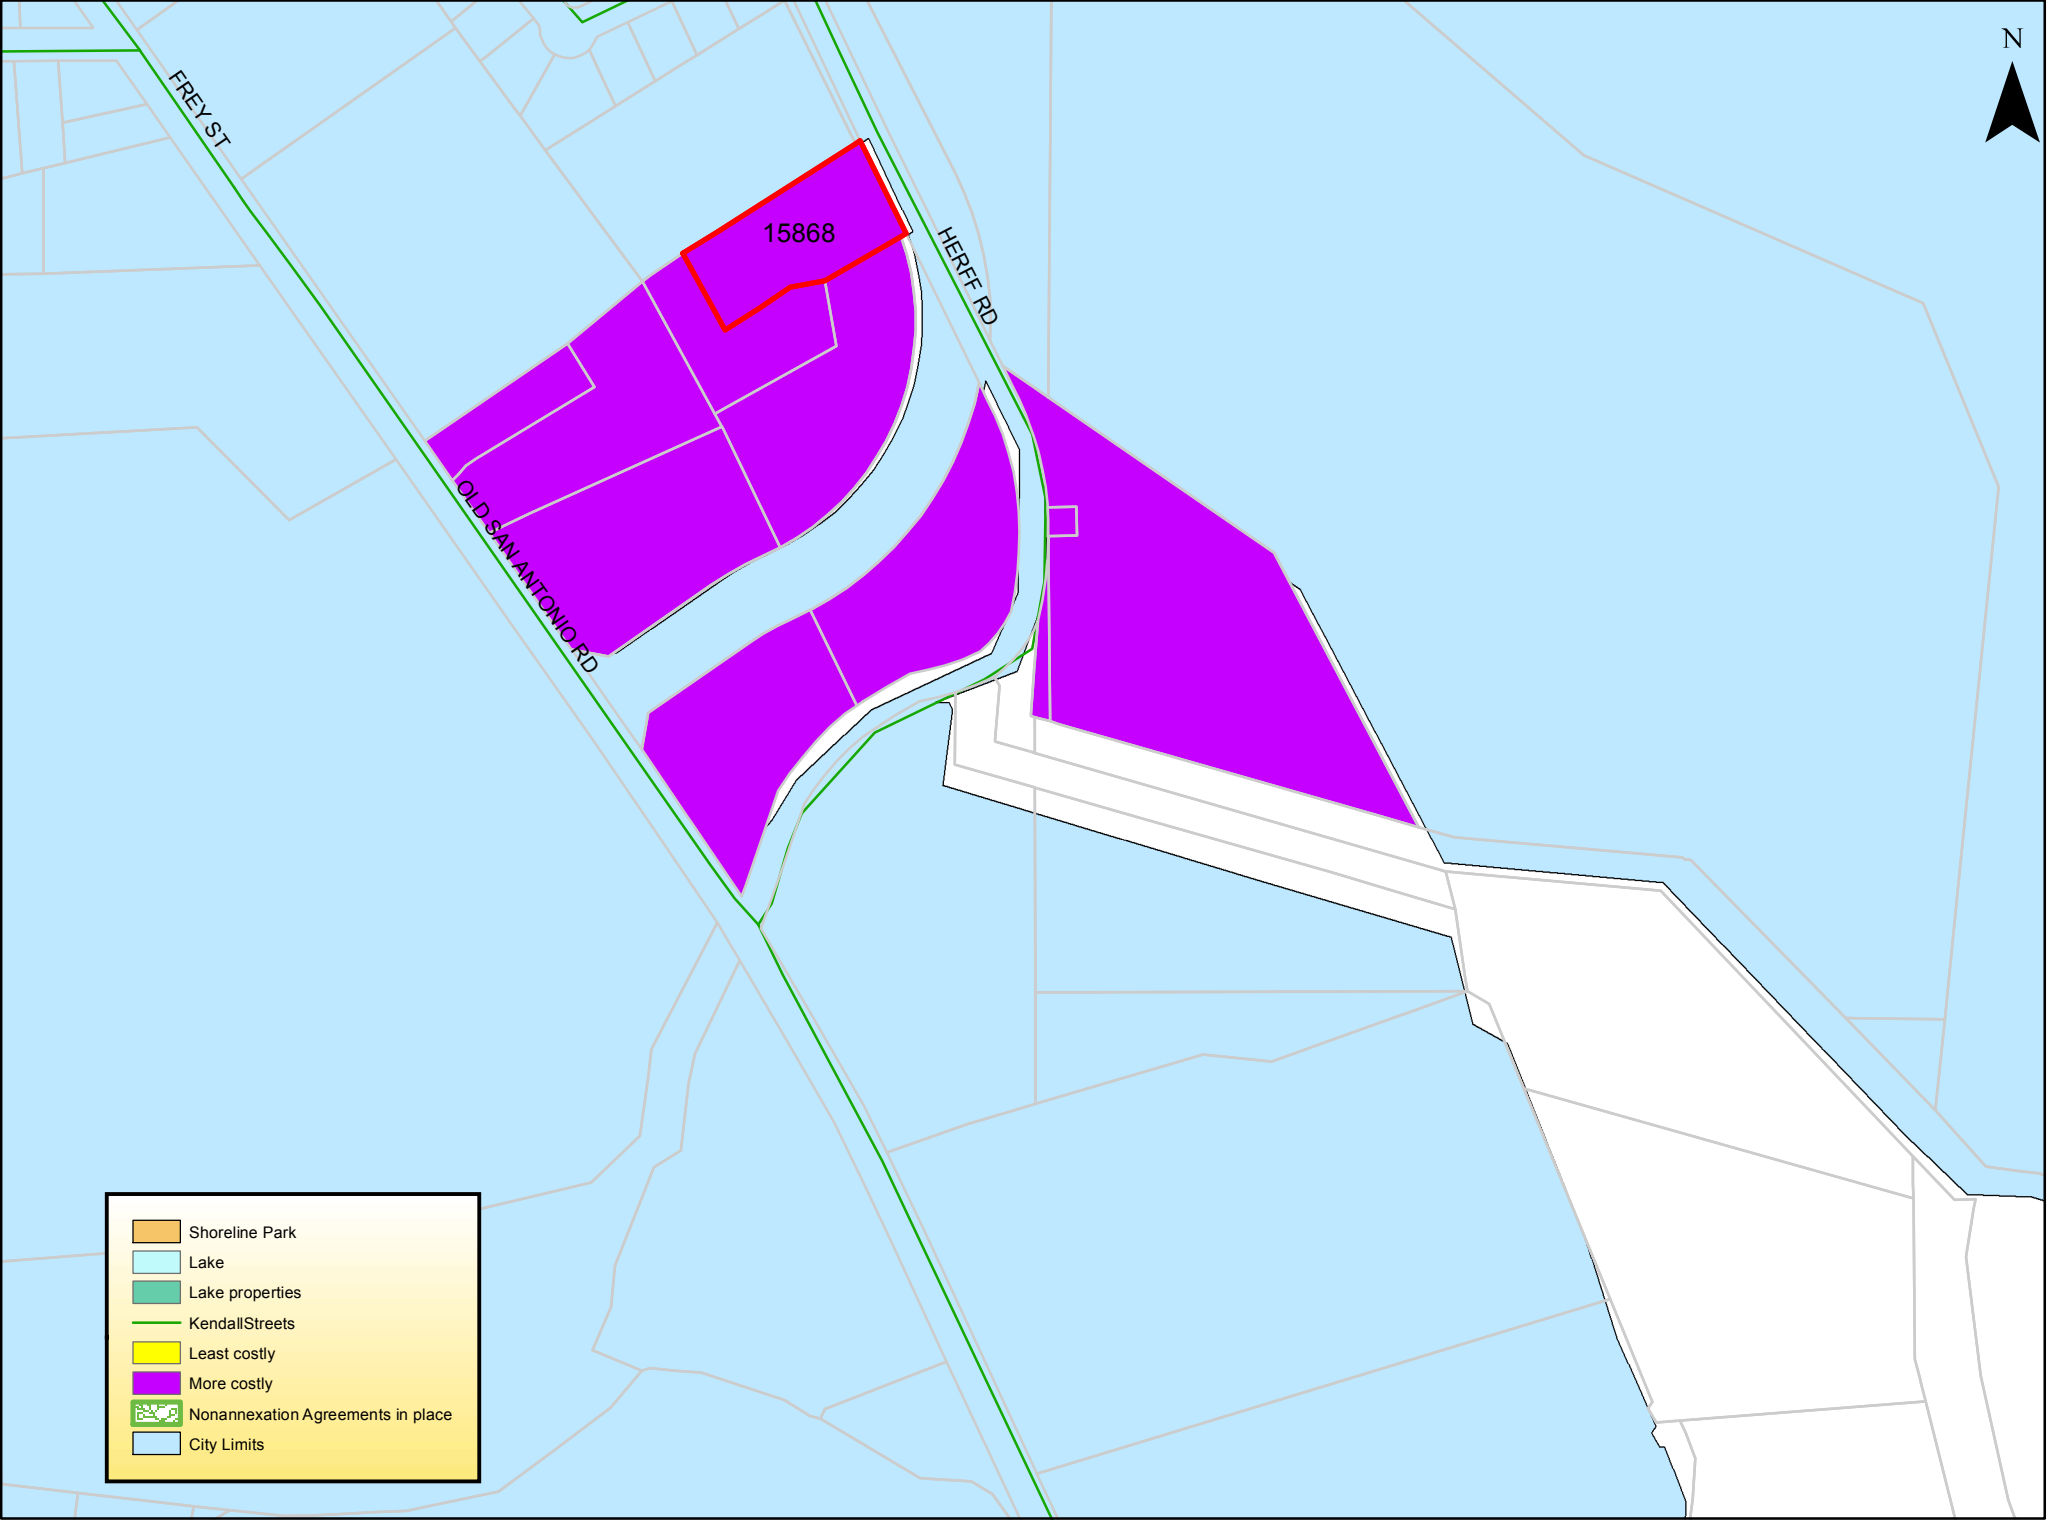 N
FREY ST
15868
HERFF RD
OLD SAN ANTONIO RD
Shoreline Park
Lake
Lake properties
KendallStreets
Least costly
More costly
Nonannexation Agreements in place
City Limits